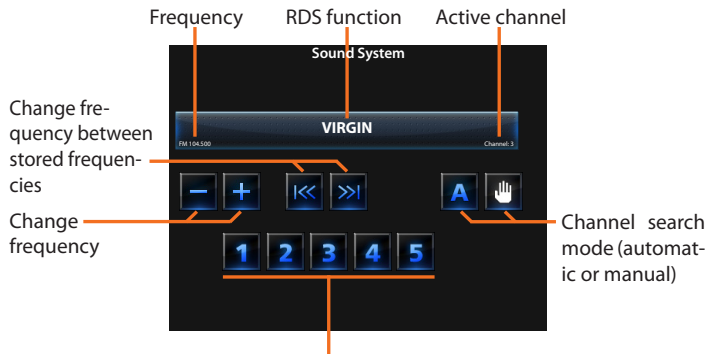 Frequency RDS function Active channel
Sound System
VIRGIN
FM 104.500 Channel: 3
Change fre-
quency between
stored frequen-
cies
A
Change
frequency
Channel search
mode (automat-
ic or manual)
1 2 3 4 5